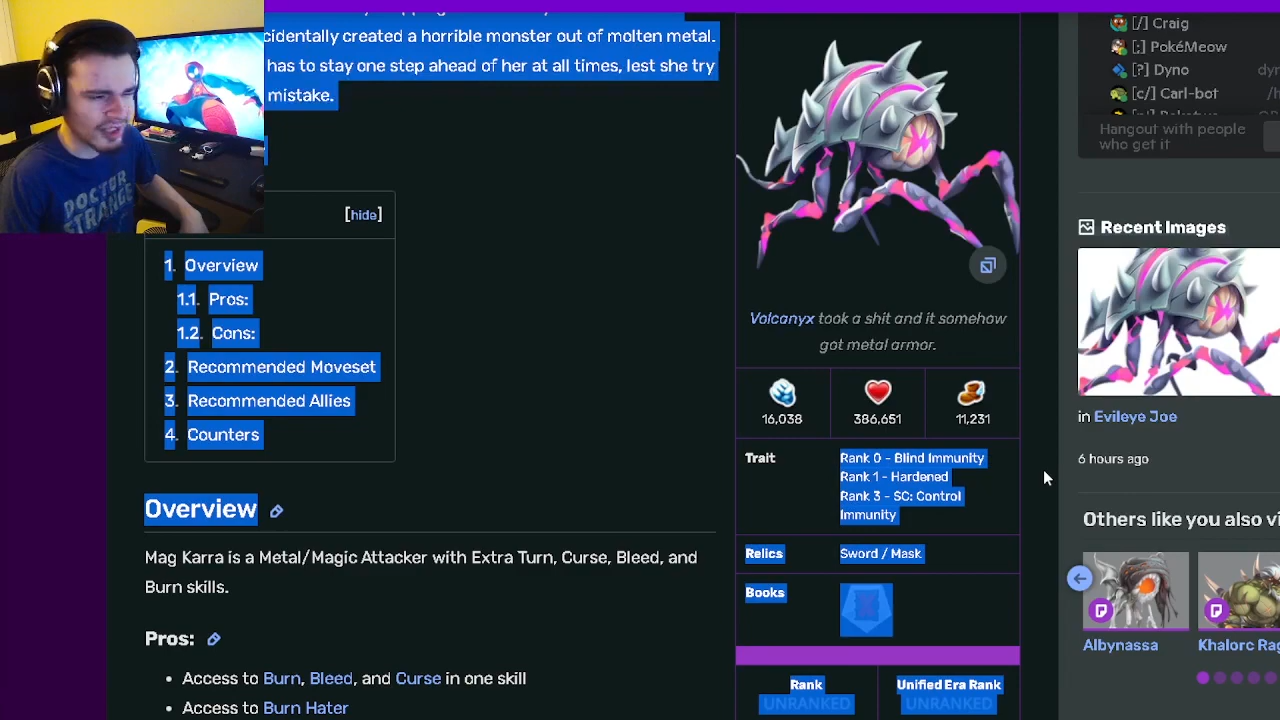 cidentally created a horrible monster out of molten metal.
has to stay one step ahead of her at all times, lest she try
mistake.
[hide]
1. Overview
1.1. Pros:
1.2. Cons:
2. Recommended Moveset
3. Recommended Allies
4. Counters
Overview
Mag Karra is a Metal/Magic Attacker with Extra Turn, Curse, Bleed, and
Burn skills.
Pros:
• Access to Burn, Bleed, and Curse in one skill
• Access to Burn Hater
DOCTOR
STRANGE
Volcanyx took a shit and it somehow
got metal armor.
16,038 386,651 11,231
Trait
Rank 0 - Blind Immunity
Rank 1 - Hardened
Rank 3 - SC: Control
Immunity
Relics Sword / Mask
Books
Rank Unified Era Rank
UNRANKED UNRANKED
[/] Craig
[;] PokéMeow
[?] Dyno
[c/] Carl-bot
Hangout with people
who get it
Recent Images
in Evileye Joe
6 hours ago
Others like you also vi
Albynassa Khalorc Rag